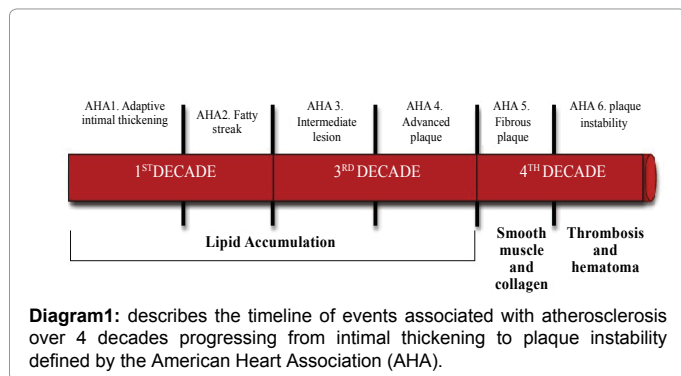 AHA1. Adaptive
intimal thickening
AHA2. Fatty
streak
AHA 3.
Intermediate
lesion
AHA 4.
Advanced
plaque
AHA 5.
Fibrous
plaque
AHA 6. plaque
instability
1ST DECADE
3RD DECADE
4TH DECADE
Lipid Accumulation
Smooth
muscle
and
collagen
Thrombosis
and
hematoma
Diagram1: describes the timeline of events associated with atherosclerosis
over 4 decades progressing from intimal thickening to plaque instability
defined by the American Heart Association (AHA).